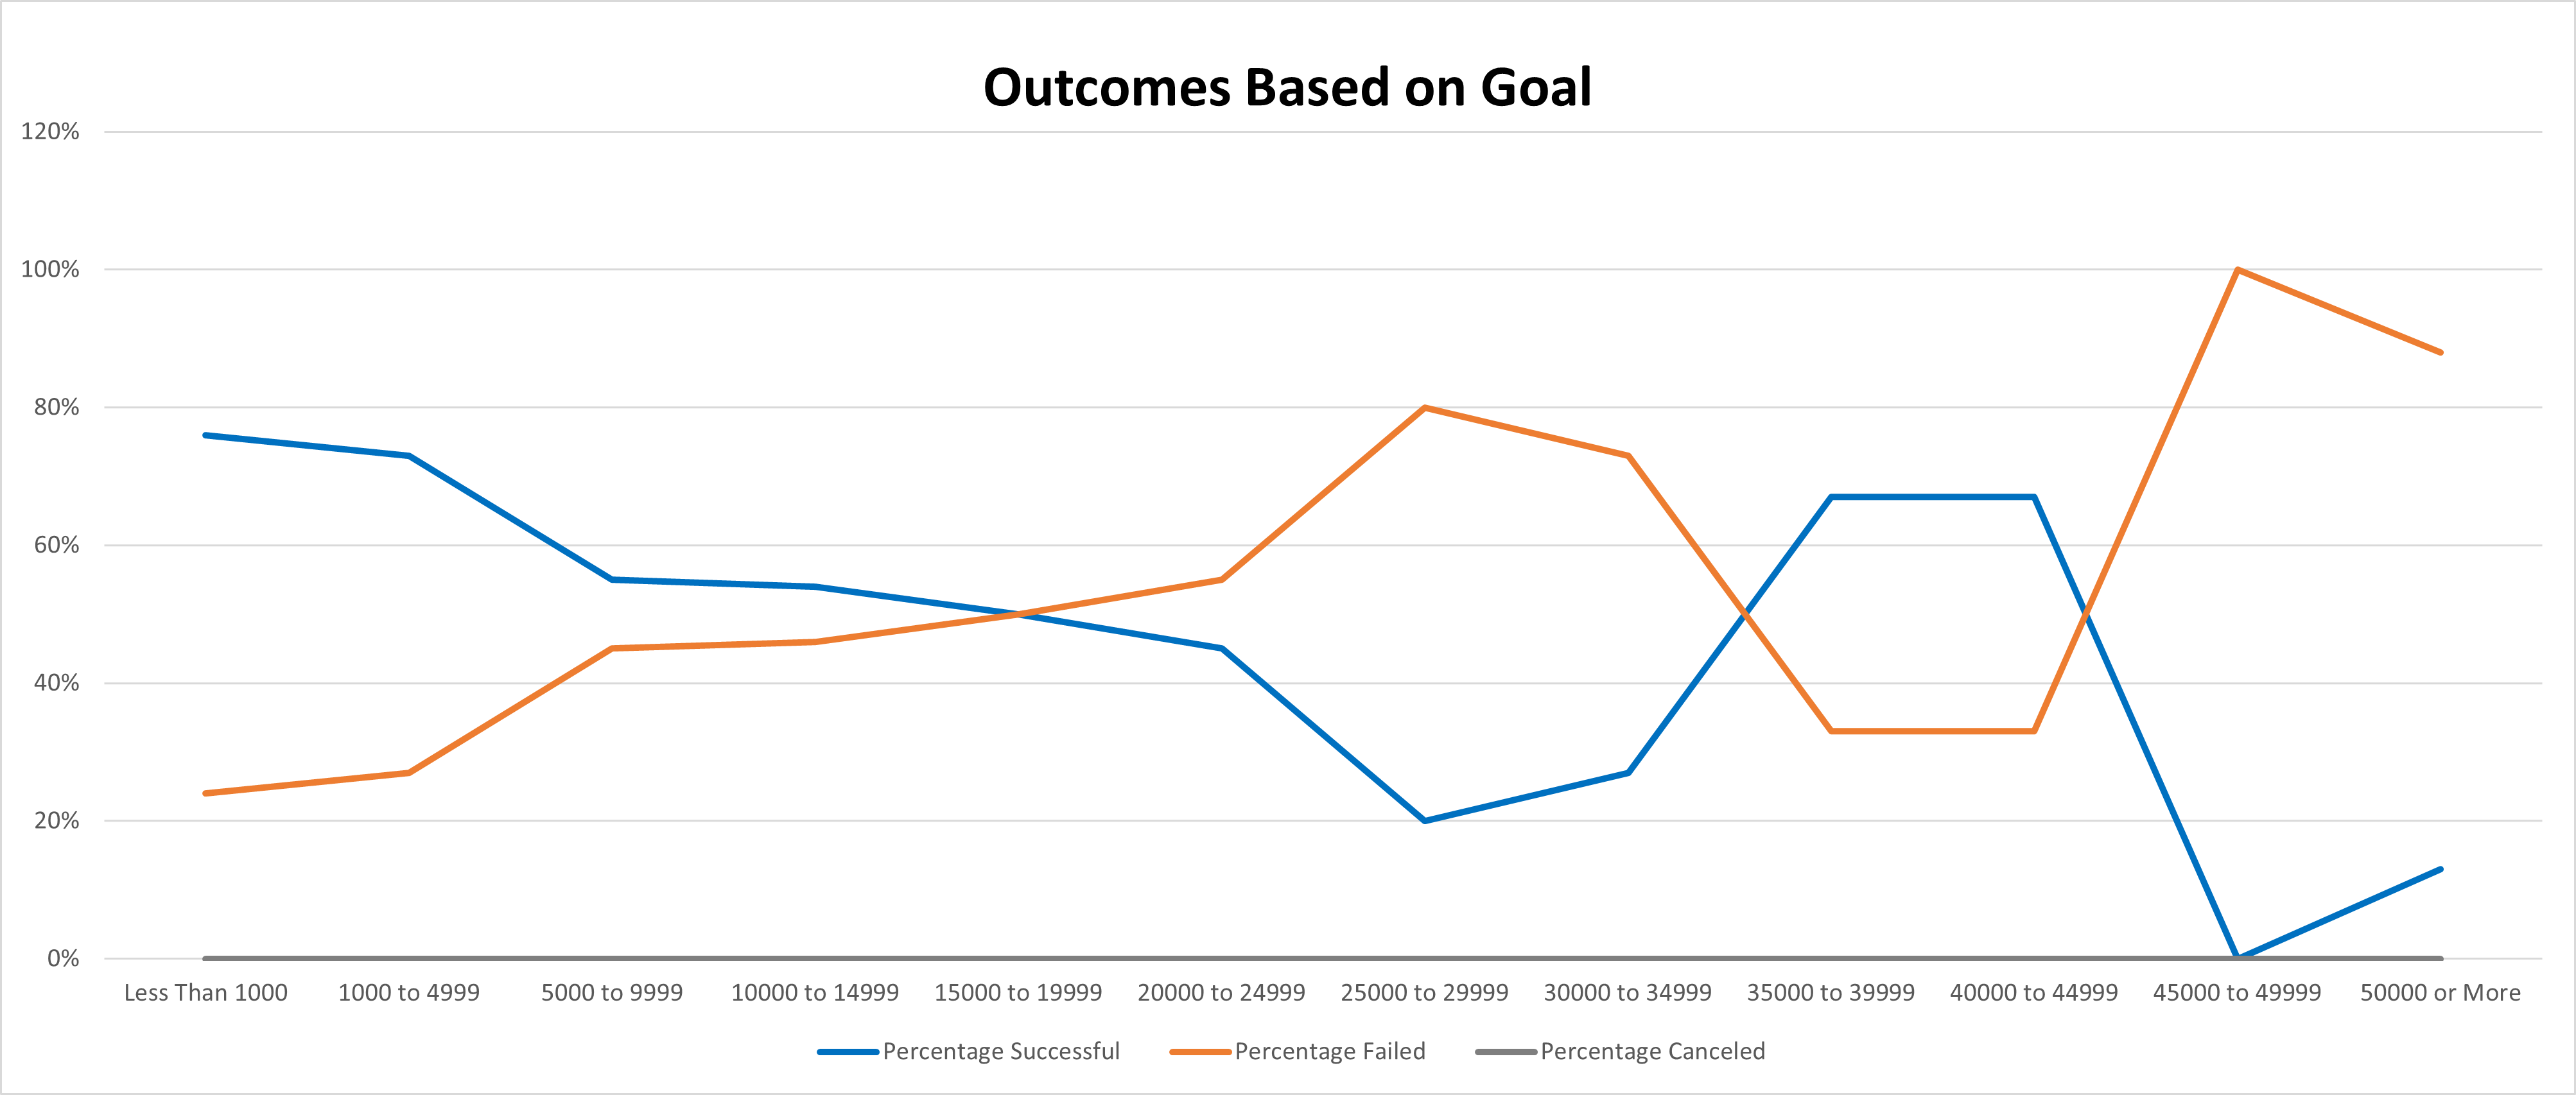 Outcomes Based on Goal
120%
100%
80%
60%
40%
20%
0%
Less Than 1000 1000 to 4999 5000 to 9999 10000 to 14999 15000 to 19999 20000 to 24999 25000 to 29999 30000 to 34999 35000 to 39999 40000 to 44999 45000 to 49999 50000 or More
Percentage Successful Percentage Failed Percentage Canceled